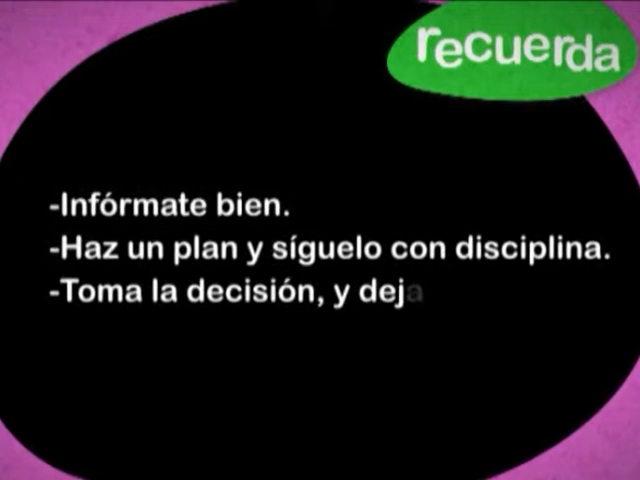 recuerda
-Infórmate bien.
-Haz un plan y síguelo con disciplina.
-Toma la decisión, y deja